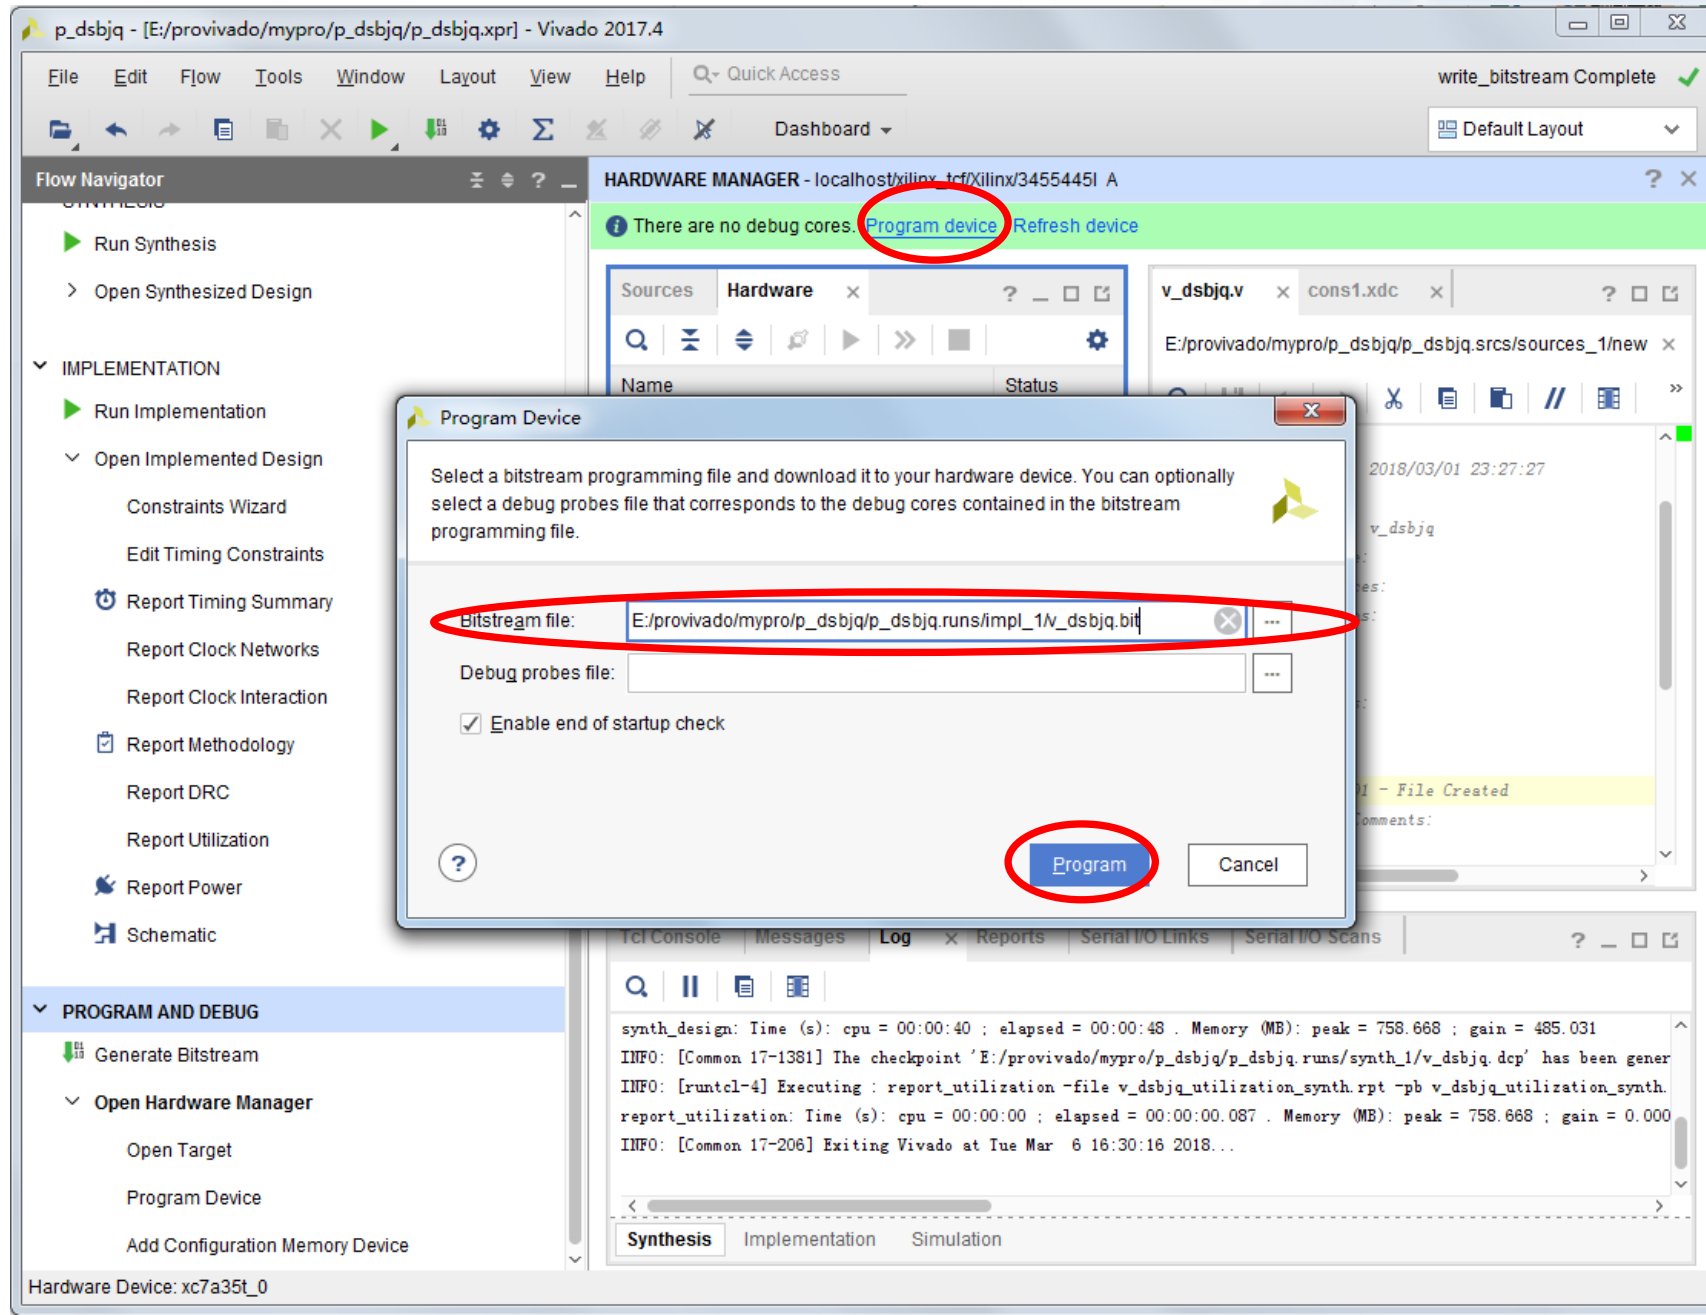 p_dsbjq - [E:/provivado/mypro/p_dsbjq/p_dsbjq.xpr] - Vivado 2017.4
File Edit Flow Tools Window Layout View Help Quick Access write_bitstream Complete
Dashboard Default Layout
Flow Navigator
SYNTHESIS
Run Synthesis
Open Synthesized Design
IMPLEMENTATION
Run Implementation
Open Implemented Design
Constraints Wizard
Edit Timing Constraints
Report Timing Summary
Report Clock Networks
Report Clock Interaction
Report Methodology
Report DRC
Report Utilization
Report Power
Schematic
PROGRAM AND DEBUG
Generate Bitstream
Open Hardware Manager
Open Target
Program Device
Add Configuration Memory Device
Hardware Device: xc7a35t_0
HARDWARE MANAGER - localhost/xilinx_tcf/Xilinx/3455445I A
There are no debug cores. Program device Refresh device
Sources Hardware
Name Status
v_dsbjq.v cons1.xdc
E:/provivado/mypro/p_dsbjq/p_dsbjq.srcs/sources_1/new
2018/03/01 23:27:27
v_dsbjq
01 - File Created
Comments:
Program Device
Select a bitstream programming file and download it to your hardware device. You can optionally
select a debug probes file that corresponds to the debug cores contained in the bitstream
programming file.
Bitstream file: E:/provivado/mypro/p_dsbjq/p_dsbjq.runs/impl_1/v_dsbjq.bit
Debug probes file:
Enable end of startup check
Program Cancel
Tcl Console Messages Log Reports Serial I/O Links Serial I/O Scans
synth_design: Time (s): cpu = 00:00:40 ; elapsed = 00:00:48 . Memory (MB): peak = 758.668 ; gain = 485.031
INFO: [Common 17-1381] The checkpoint 'E:/provivado/mypro/p_dsbjq/p_dsbjq.runs/synth_1/v_dsbjq.dcp' has been gener
INFO: [runtcl-4] Executing : report_utilization -file v_dsbjq_utilization_synth.rpt -pb v_dsbjq_utilization_synth.
report_utilization: Time (s): cpu = 00:00:00 ; elapsed = 00:00:00.087 . Memory (MB): peak = 758.668 ; gain = 0.000
INFO: [Common 17-206] Exiting Vivado at Tue Mar 6 16:30:16 2018...
Synthesis Implementation Simulation